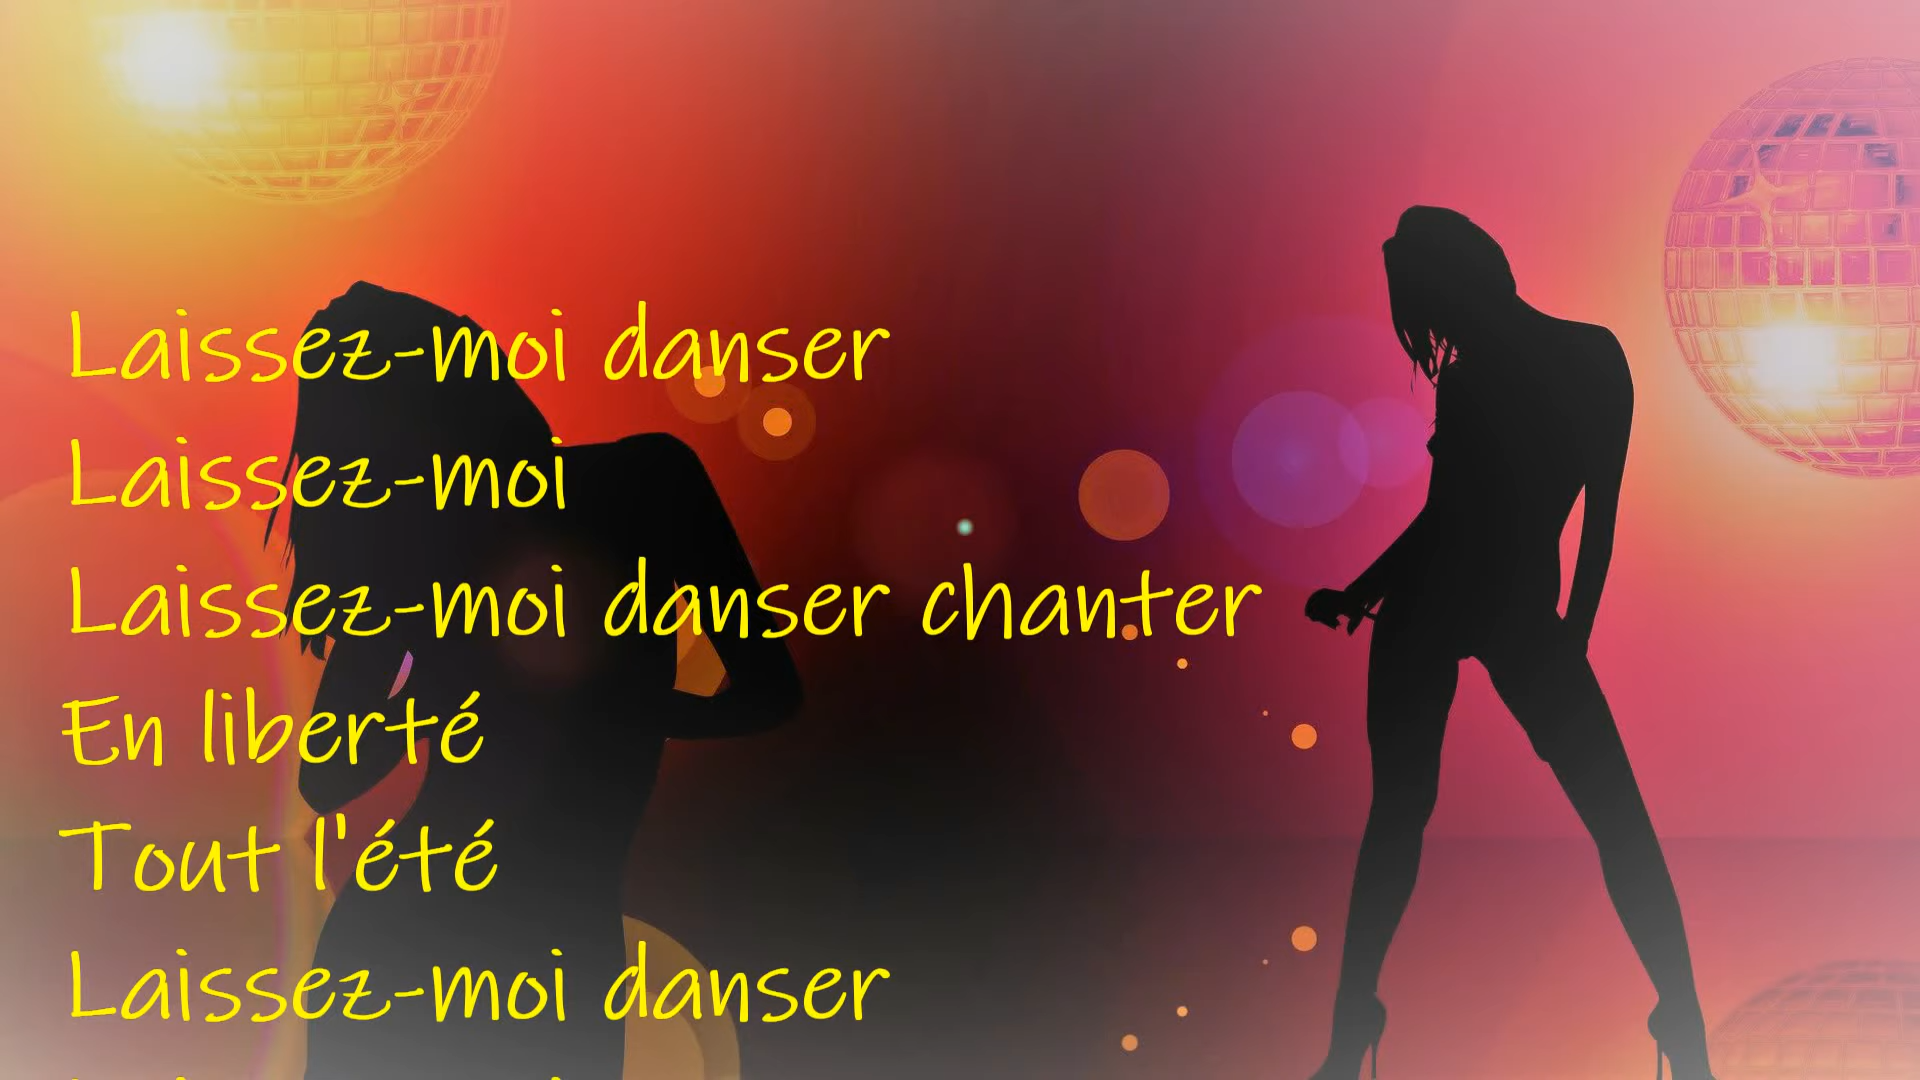 Laissez-moi danser
Laissez-moi
Laissez-moi danser chanter
En liberté
Tout l'été
Laissez-moi danser